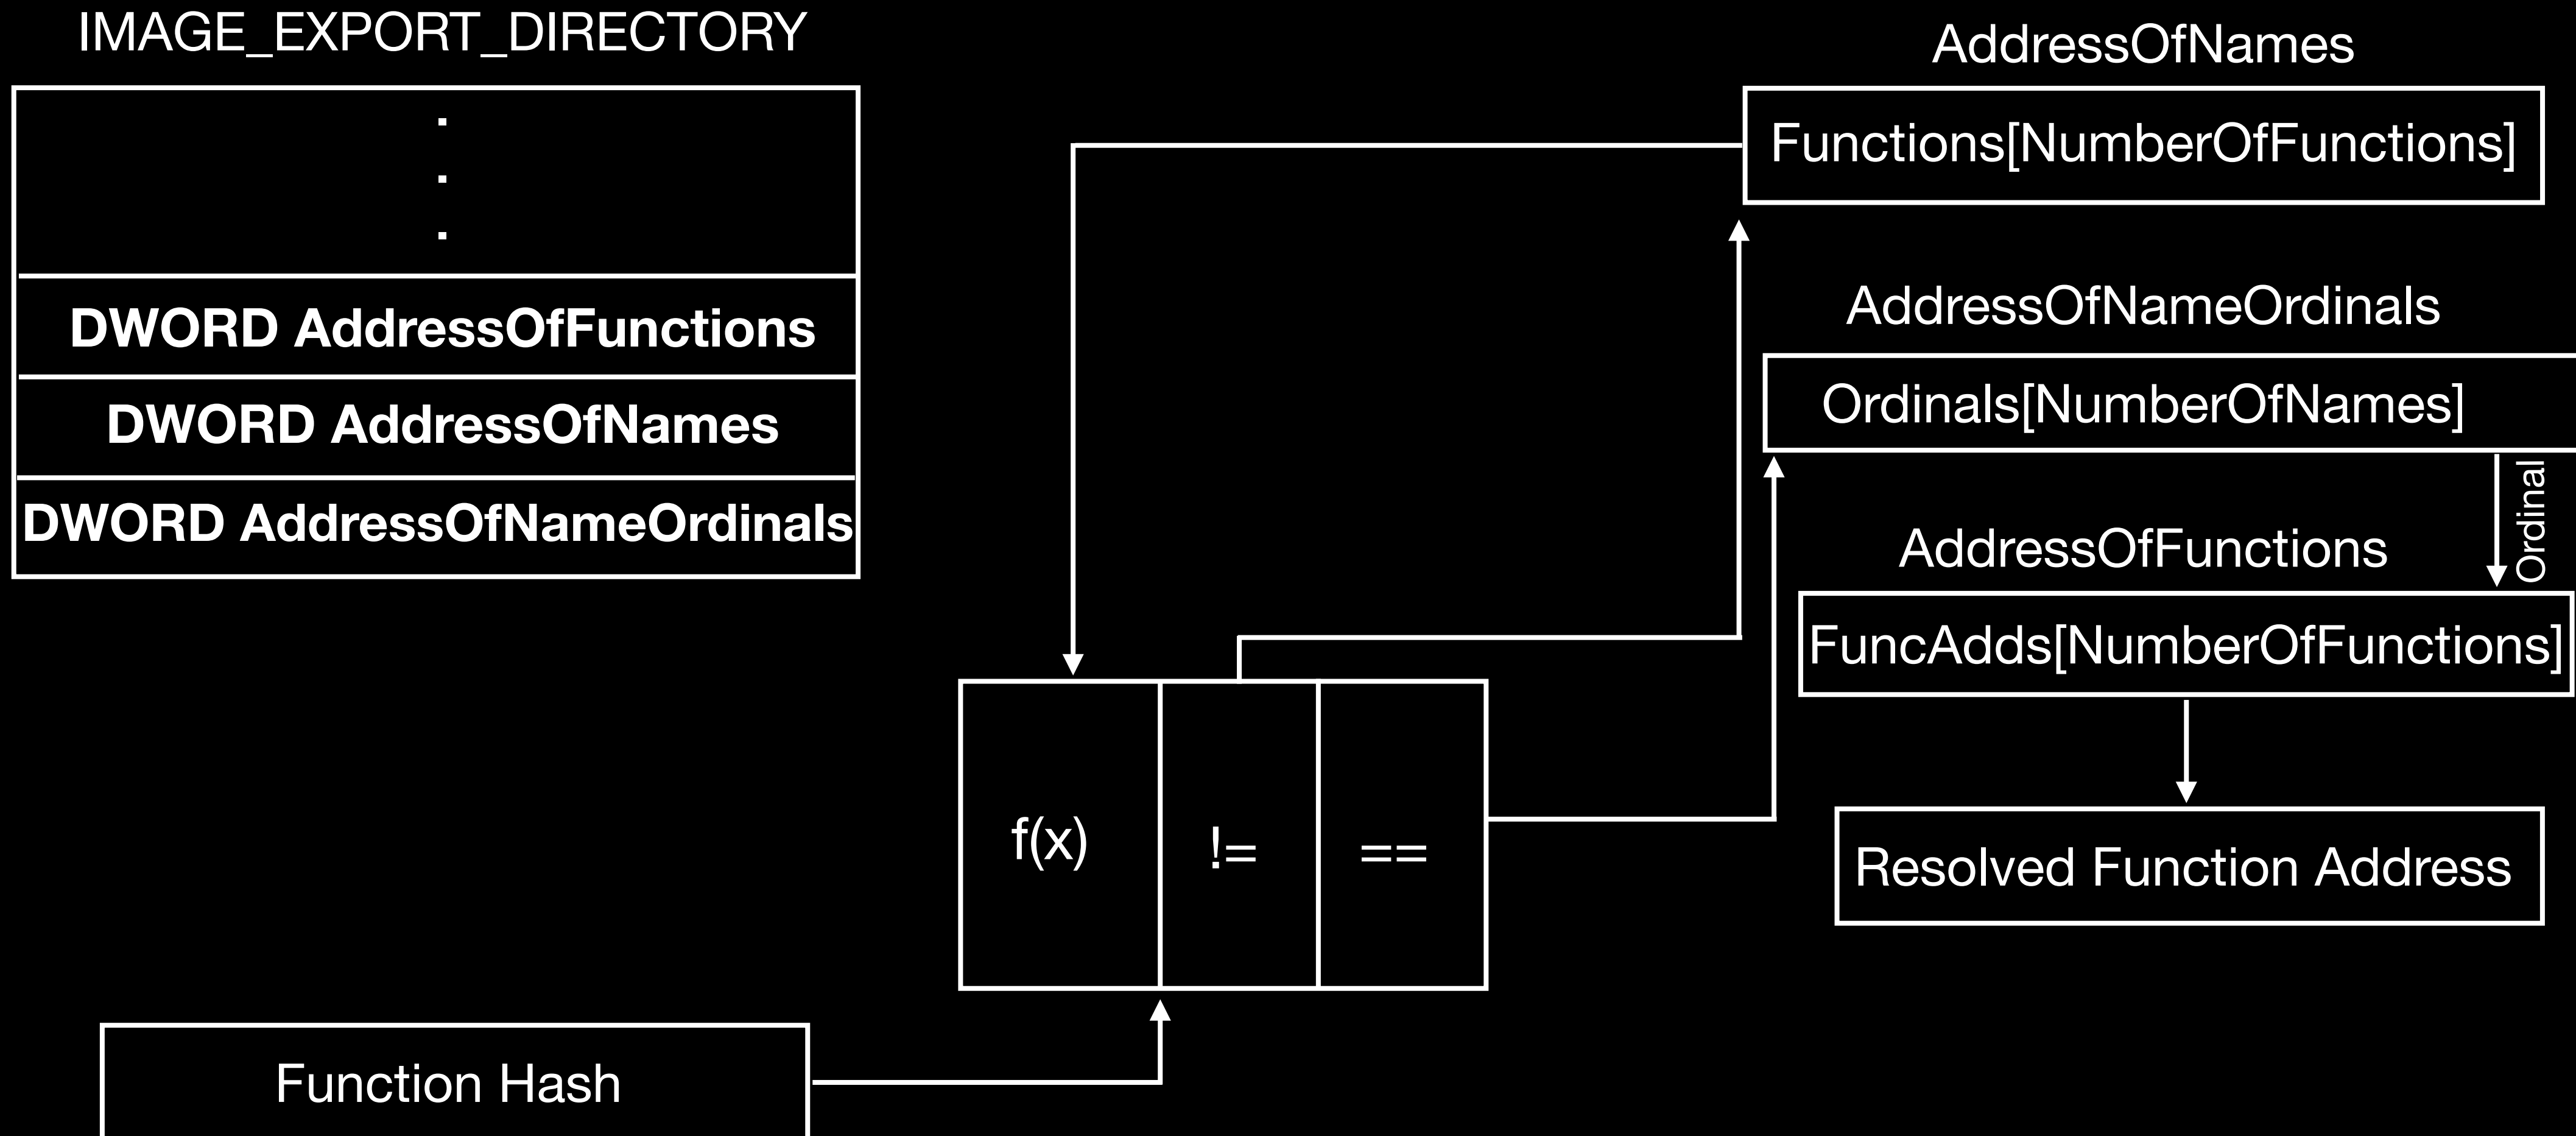 IMAGE_EXPORT_DIRECTORY
.
.
.
DWORD AddressOfFunctions
DWORD AddressOfNames
DWORD AddressOfNameOrdinals
AddressOfNames
Functions[NumberOfFunctions]
AddressOfNameOrdinals
Ordinals[NumberOfNames]
Ordinal
AddressOfFunctions
FuncAdds[NumberOfFunctions]
Resolved Function Address
f(x)
!=
==
Function Hash